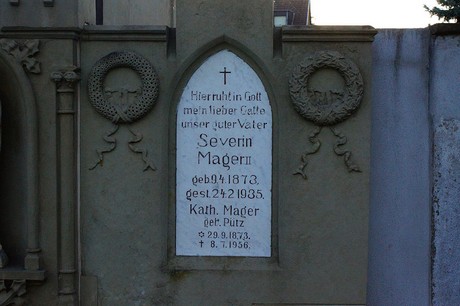 Hier ruht in Gott
mein lieber Gatte
unser guter Vater
Severin
Magern
geb. 9.4.1873.
gest. 24.2.1935.
Kath. Mager
geb. Pütz
☆ 29.9.1873.
† 8.7.1956.